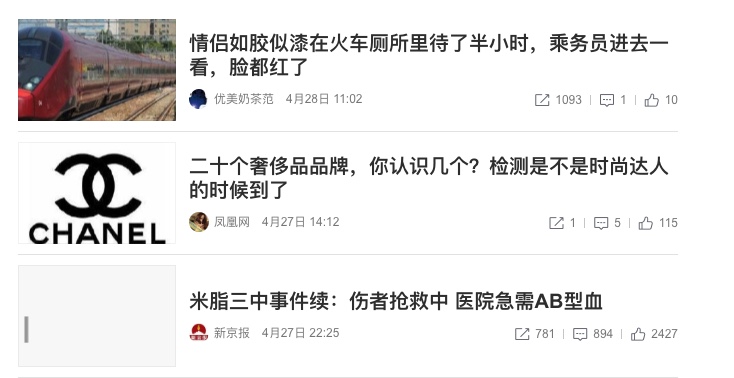 情侣如胶似漆在火车厕所里待了半小时，乘务员进去一
看，脸都红了
优美奶茶范 4月28日 11:02 1093 1 10
CHANEL
二十个奢侈品品牌，你认识几个？检测是不是时尚达人
的时候到了
凤凰网 4月27日 14:12 1 5 115
米脂三中事件续：伤者抢救中 医院急需AB型血
新京报 4月27日 22:25 781 894 2427